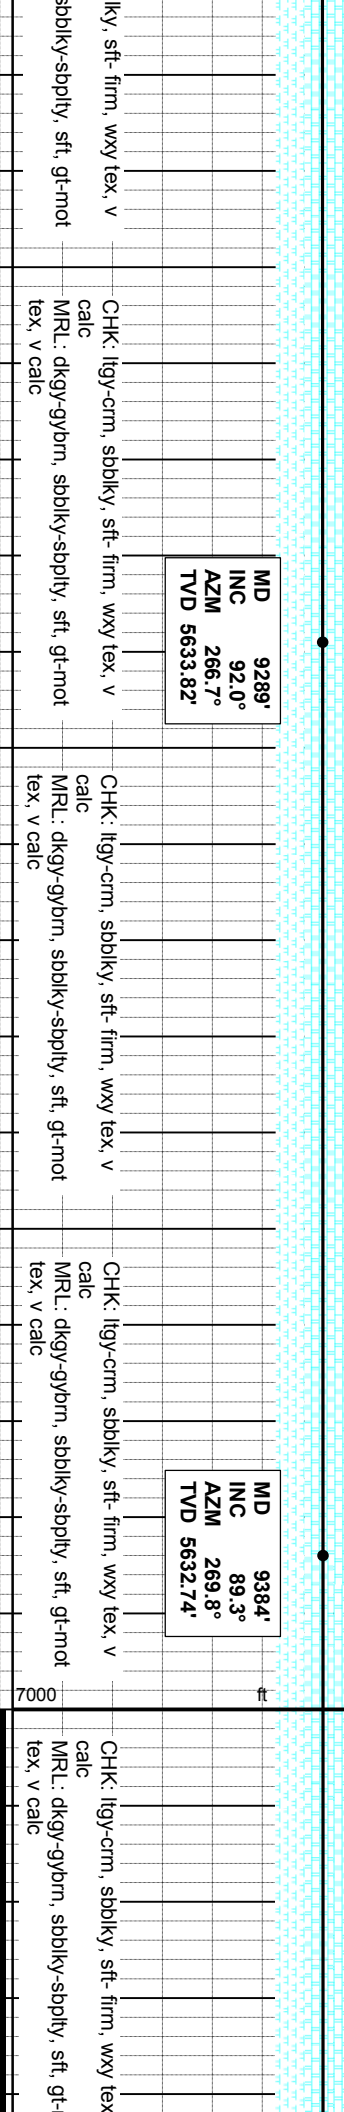 lky, sft- firm, wxy tex, v
sbblky-sbplty, sft, gt-mot
CHK: ltgy-crm, sbblky, sft- firm, wxy tex, v
calc
MRL: dkgy-gybrn, sbblky-sbplty, sft, gt-mot
tex, v calc
MD 9289'
INC 92.0°
AZM 266.7°
TVD 5633.82'
CHK: ltgy-crm, sbblky, sft- firm, wxy tex, v
calc
MRL: dkgy-gybrn, sbblky-sbplty, sft, gt-mot
tex, v calc
CHK: ltgy-crm, sbblky, sft- firm, wxy tex, v
calc
MRL: dkgy-gybrn, sbblky-sbplty, sft, gt-mot
tex, v calc
MD 9384'
INC 89.3°
AZM 269.8°
TVD 5632.74'
7000 ft
CHK: ltgy-crm, sbblky, sft- firm, wxy tex
calc
MRL: dkgy-gybrn, sbblky-sbplty, sft, gt-
tex, v calc